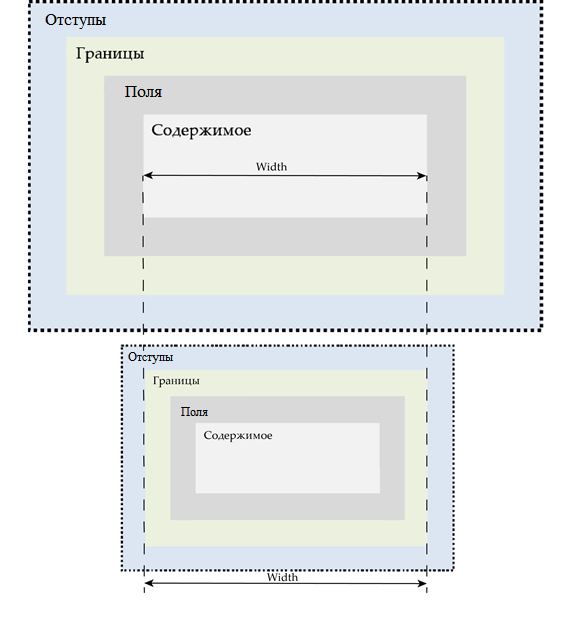 Отступы
Границы
Поля
Содержимое
Width
Отступы
Границы
Поля
Содержимое
Width